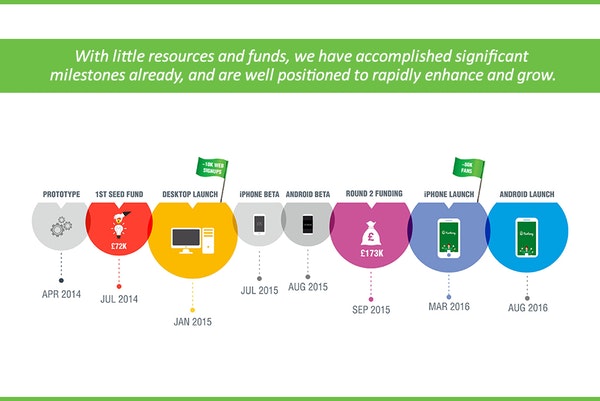 With little resources and funds, we have accomplished significant
milestones already, and are well positioned to rapidly enhance and grow.
~10K WEB
SIGNUPS
~50K
FANS
PROTOTYPE
1ST SEED FUND
DESKTOP LAUNCH
iPHONE BETA
ANDROID BETA
ROUND 2 FUNDING
iPHONE LAUNCH
ANDROID LAUNCH
£72K
£
£173K
APR 2014
JUL 2014
JAN 2015
JUL 2015
AUG 2015
SEP 2015
MAR 2016
AUG 2016